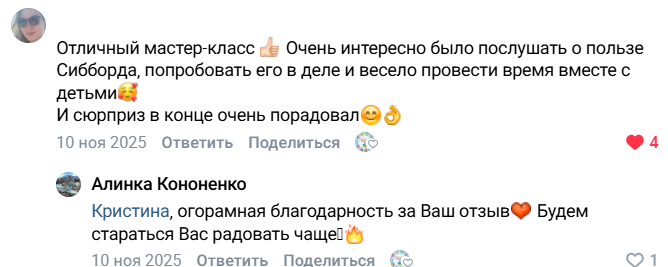 Отличный мастер-класс👍🏼 Очень интересно было послушать о пользе
Сибборда, попробовать его в деле и весело провести время вместе с
детьми🥰
И сюрприз в конце очень порадовал😊👌
10 ноя 2025 Ответить Поделиться 4
Алинка Кононенко
Кристина, огорамная благодарность за Ваш отзыв❤ Будем
стараться Вас радовать чаще🔥
10 ноя 2025 Ответить Поделиться 1